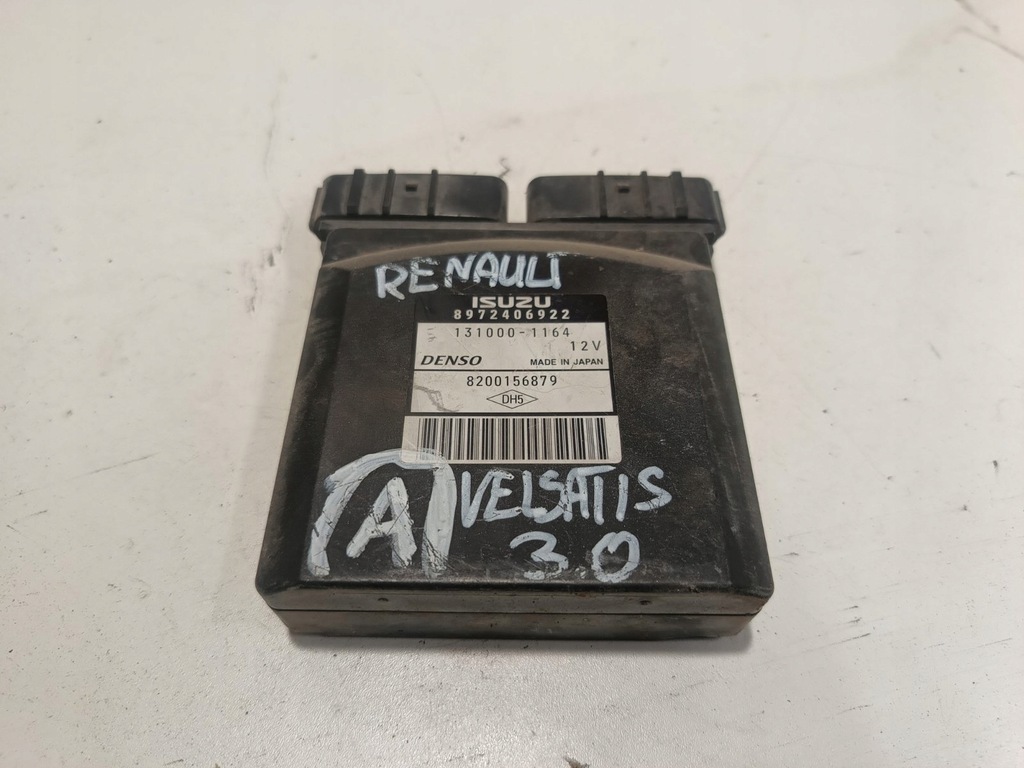 RENAULT
ISUZU
8972406922
131000-1164
12V
DENSO MADE IN JAPAN
8200156879
DH5
A VELSATIS
3.0